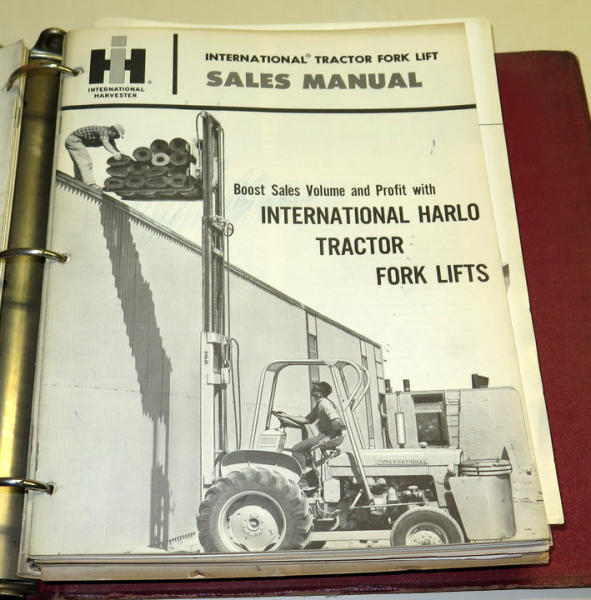 IH®
INTERNATIONAL
HARVESTER
INTERNATIONAL® TRACTOR FORK LIFT
SALES MANUAL
Boost Sales Volume and Profit with
INTERNATIONAL HARLO
TRACTOR
FORK LIFTS
INTERNATIONAL